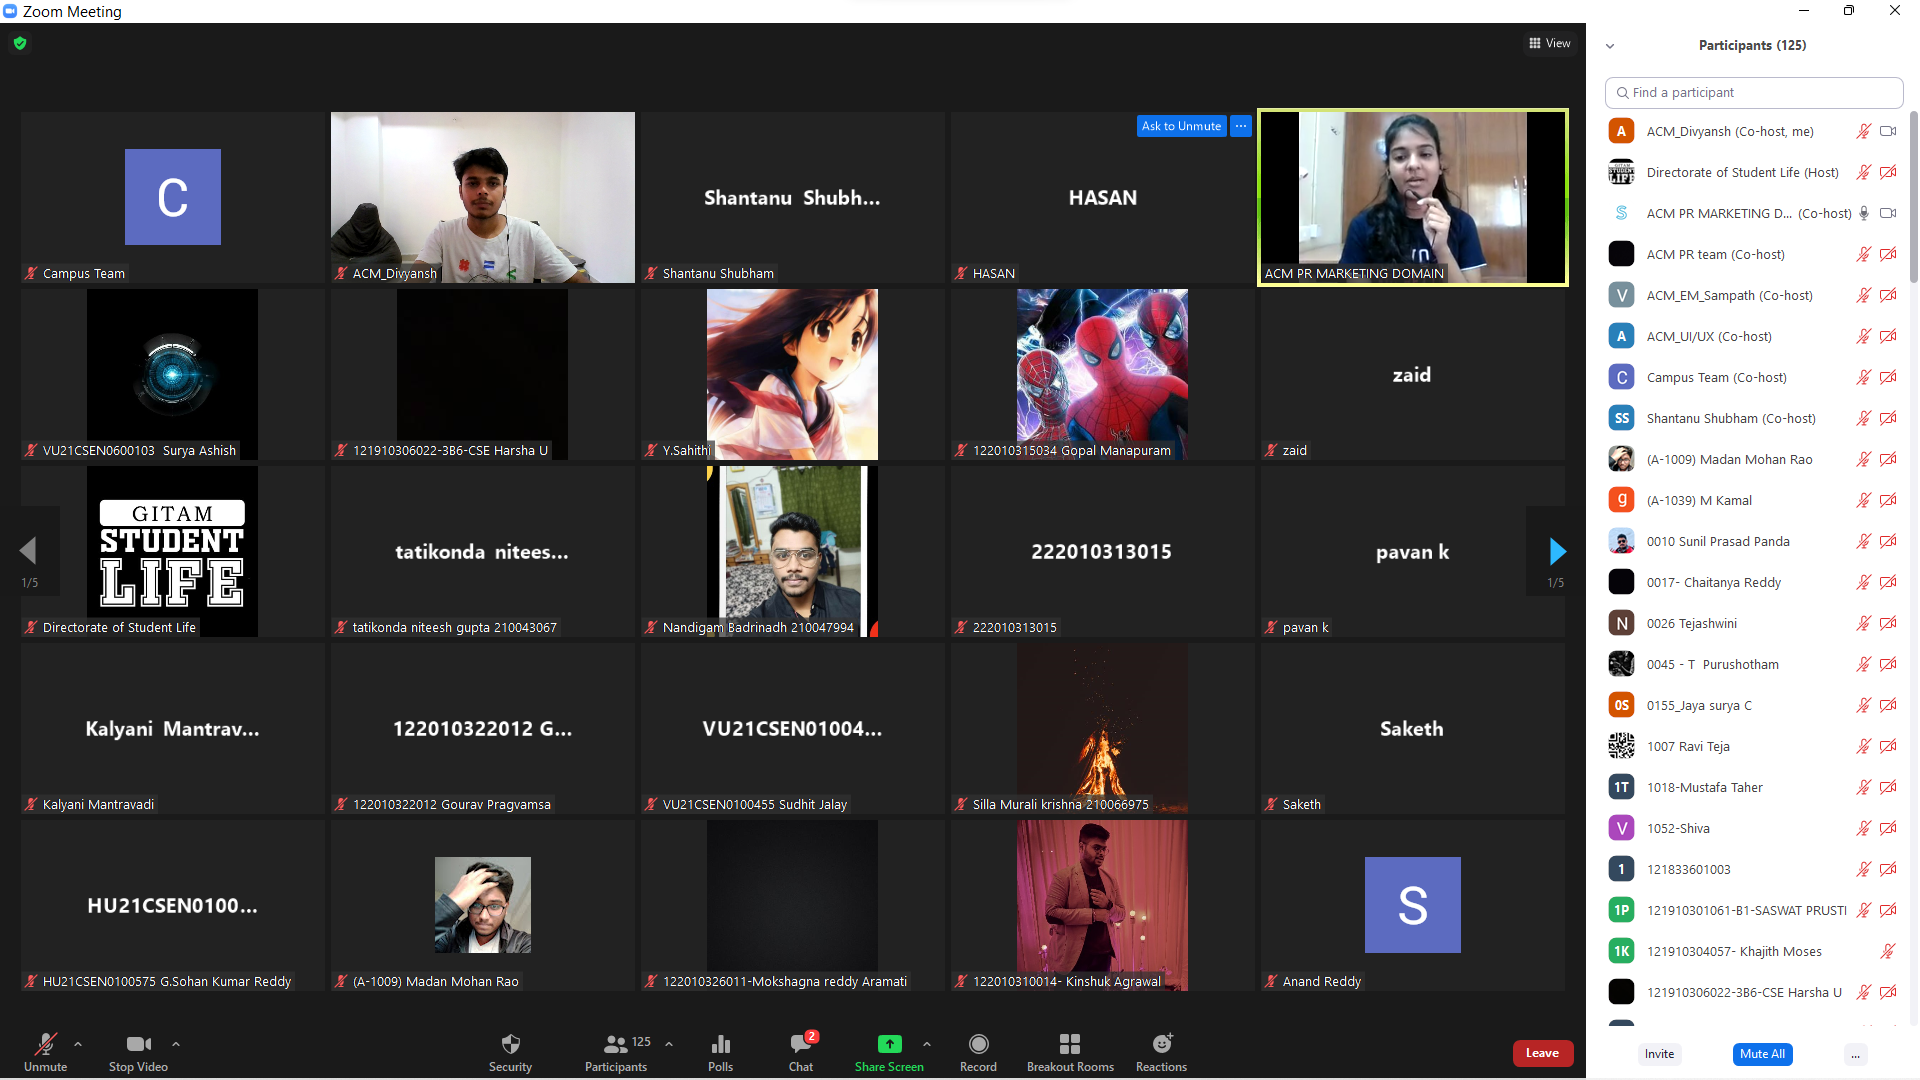 Zoom Meeting
View
C
Campus Team
ACM_Divyansh
Shantanu Shubh...
Shantanu Shubham
HASAN
HASAN
Ask to Unmute ...
ACM PR MARKETING DOMAIN
VU21CSEN0600103 Surya Ashish
121910306022-3B6-CSE Harsha U
Y.Sahithi
122010315034 Gopal Manapuram
zaid
zaid
GITAM
STUDENT
LIFE
Directorate of Student Life
tatikonda nitees...
tatikonda niteesh gupta 210043067
Nandigam Badrinadh 210047994
222010313015
222010313015
pavan k
pavan k
1/5
1/5
Kalyani Mantrav...
Kalyani Mantravadi
122010322012 G...
122010322012 Gourav Pragvamsa
VU21CSEN01004...
VU21CSEN0100455 Sudhit Jalay
Silla Murali krishna 210066975
Saketh
Saketh
HU21CSEN0100...
HU21CSEN0100575 G.Sohan Kumar Reddy
(A-1009) Madan Mohan Rao
122010326011-Mokshagna reddy Aramati
122010310014- Kinshuk Agrawal
S
Anand Reddy
Unmute
Stop Video
Security
125
Participants
Polls
2
Chat
Share Screen
Record
Breakout Rooms
Reactions
Leave
Participants (125)
Find a participant
A ACM_Divyansh (Co-host, me)
GITAM STUDENT LIFE Directorate of Student Life (Host)
S ACM PR MARKETING D... (Co-host)
ACM PR team (Co-host)
V ACM_EM_Sampath (Co-host)
A ACM_UI/UX (Co-host)
C Campus Team (Co-host)
SS Shantanu Shubham (Co-host)
(A-1009) Madan Mohan Rao
g (A-1039) M Kamal
0010 Sunil Prasad Panda
0017- Chaitanya Reddy
N 0026 Tejashwini
0045 - T Purushotham
0S 0155_Jaya surya C
1007 Ravi Teja
1T 1018-Mustafa Taher
V 1052-Shiva
1 121833601003
1P 121910301061-B1-SASWAT PRUSTI
1K 121910304057- Khajith Moses
121910306022-3B6-CSE Harsha U
Invite
Mute All
...